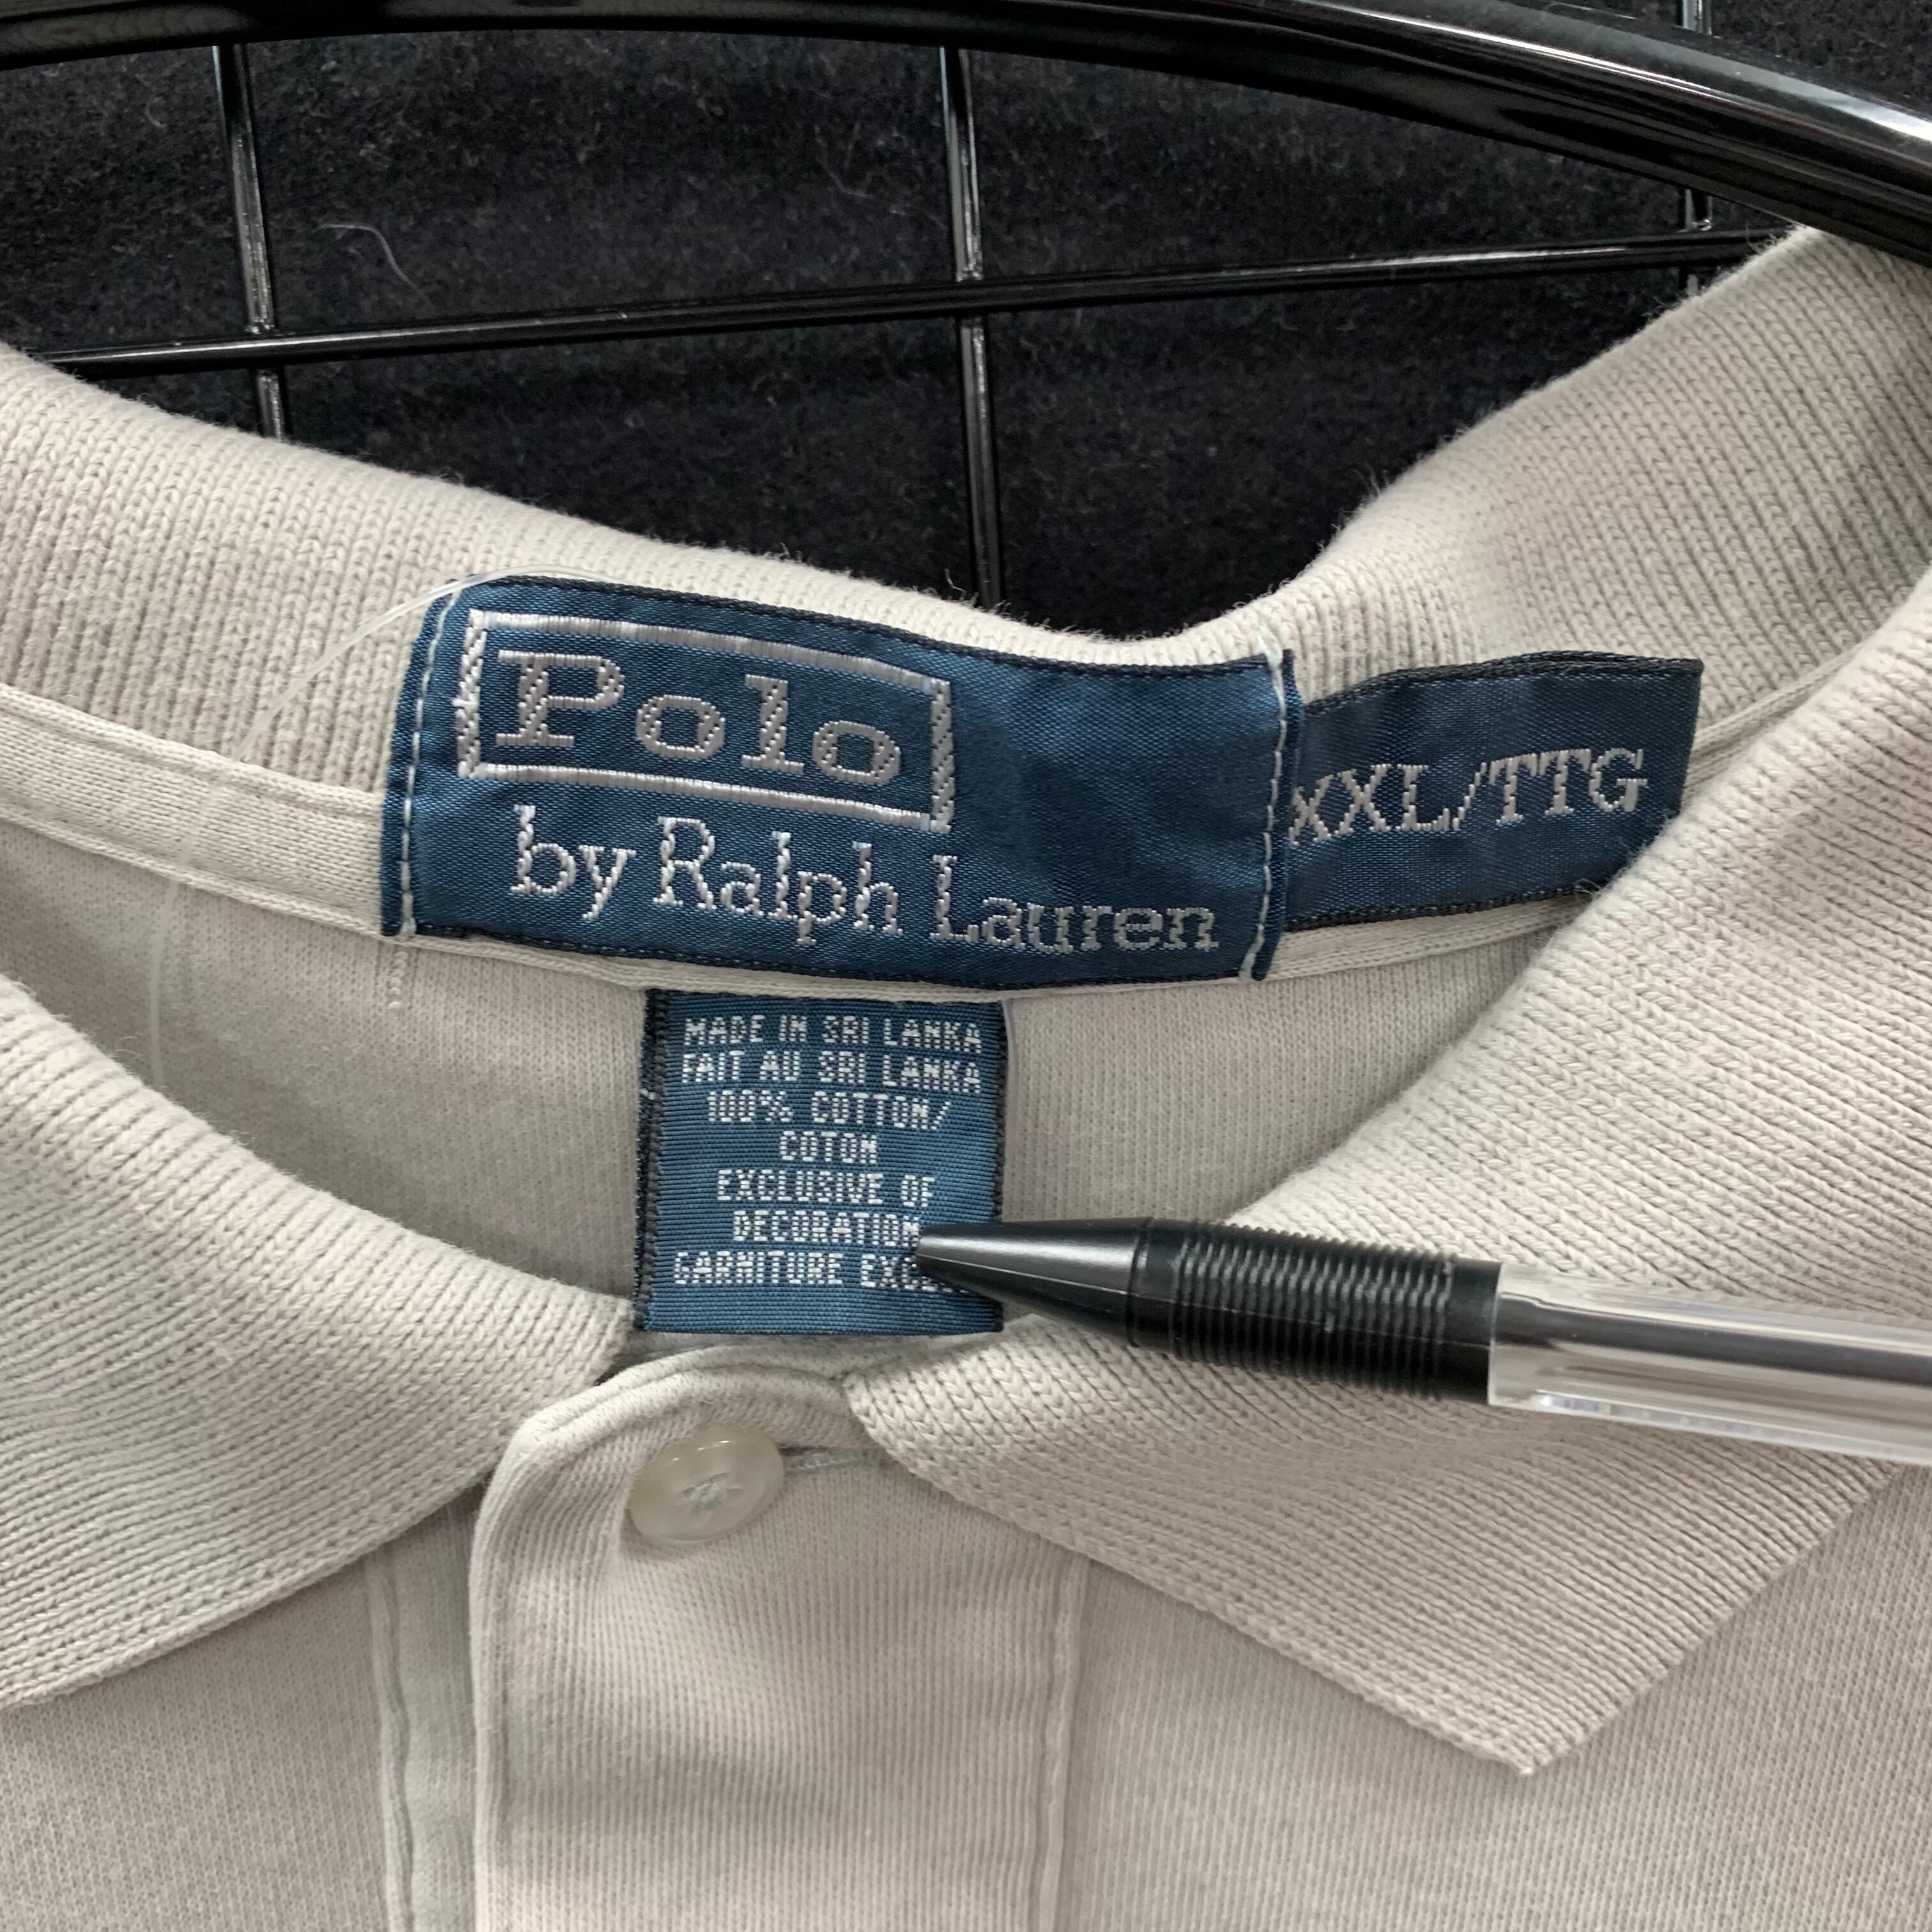 Polo
by Ralph Lauren
XXL/TTG
MADE IN SRI LANKA
FAIT AU SRI LANKA
100% COTTON/
COTON
EXCLUSIVE OF
DECORATION
GARNITURE